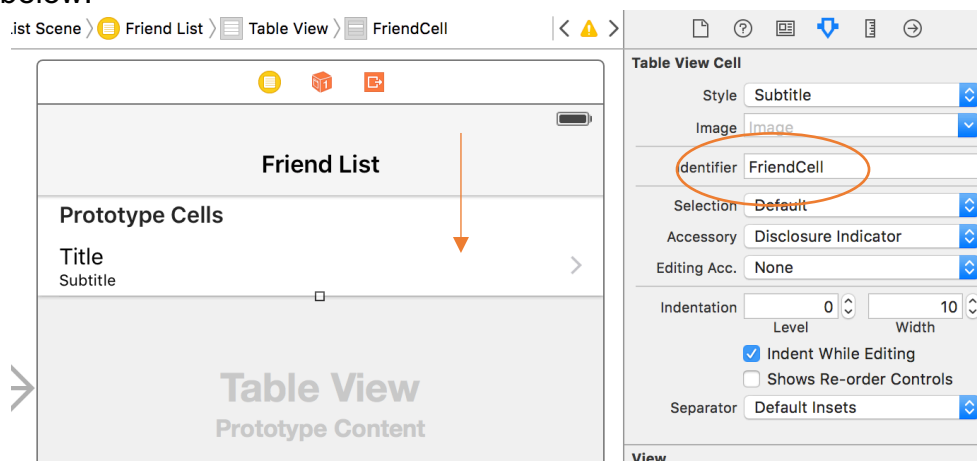 below:
.ist Scene 〉 Friend List 〉 Table View 〉 FriendCell < >
Table View Cell
Style Subtitle
Image Image
Identifier FriendCell
Selection Default
Accessory Disclosure Indicator
Editing Acc. None
Indentation 0 10
Level Width
Indent While Editing
Shows Re-order Controls
Separator Default Insets
View
Friend List
Prototype Cells
Title
Subtitle
Table View
Prototype Content